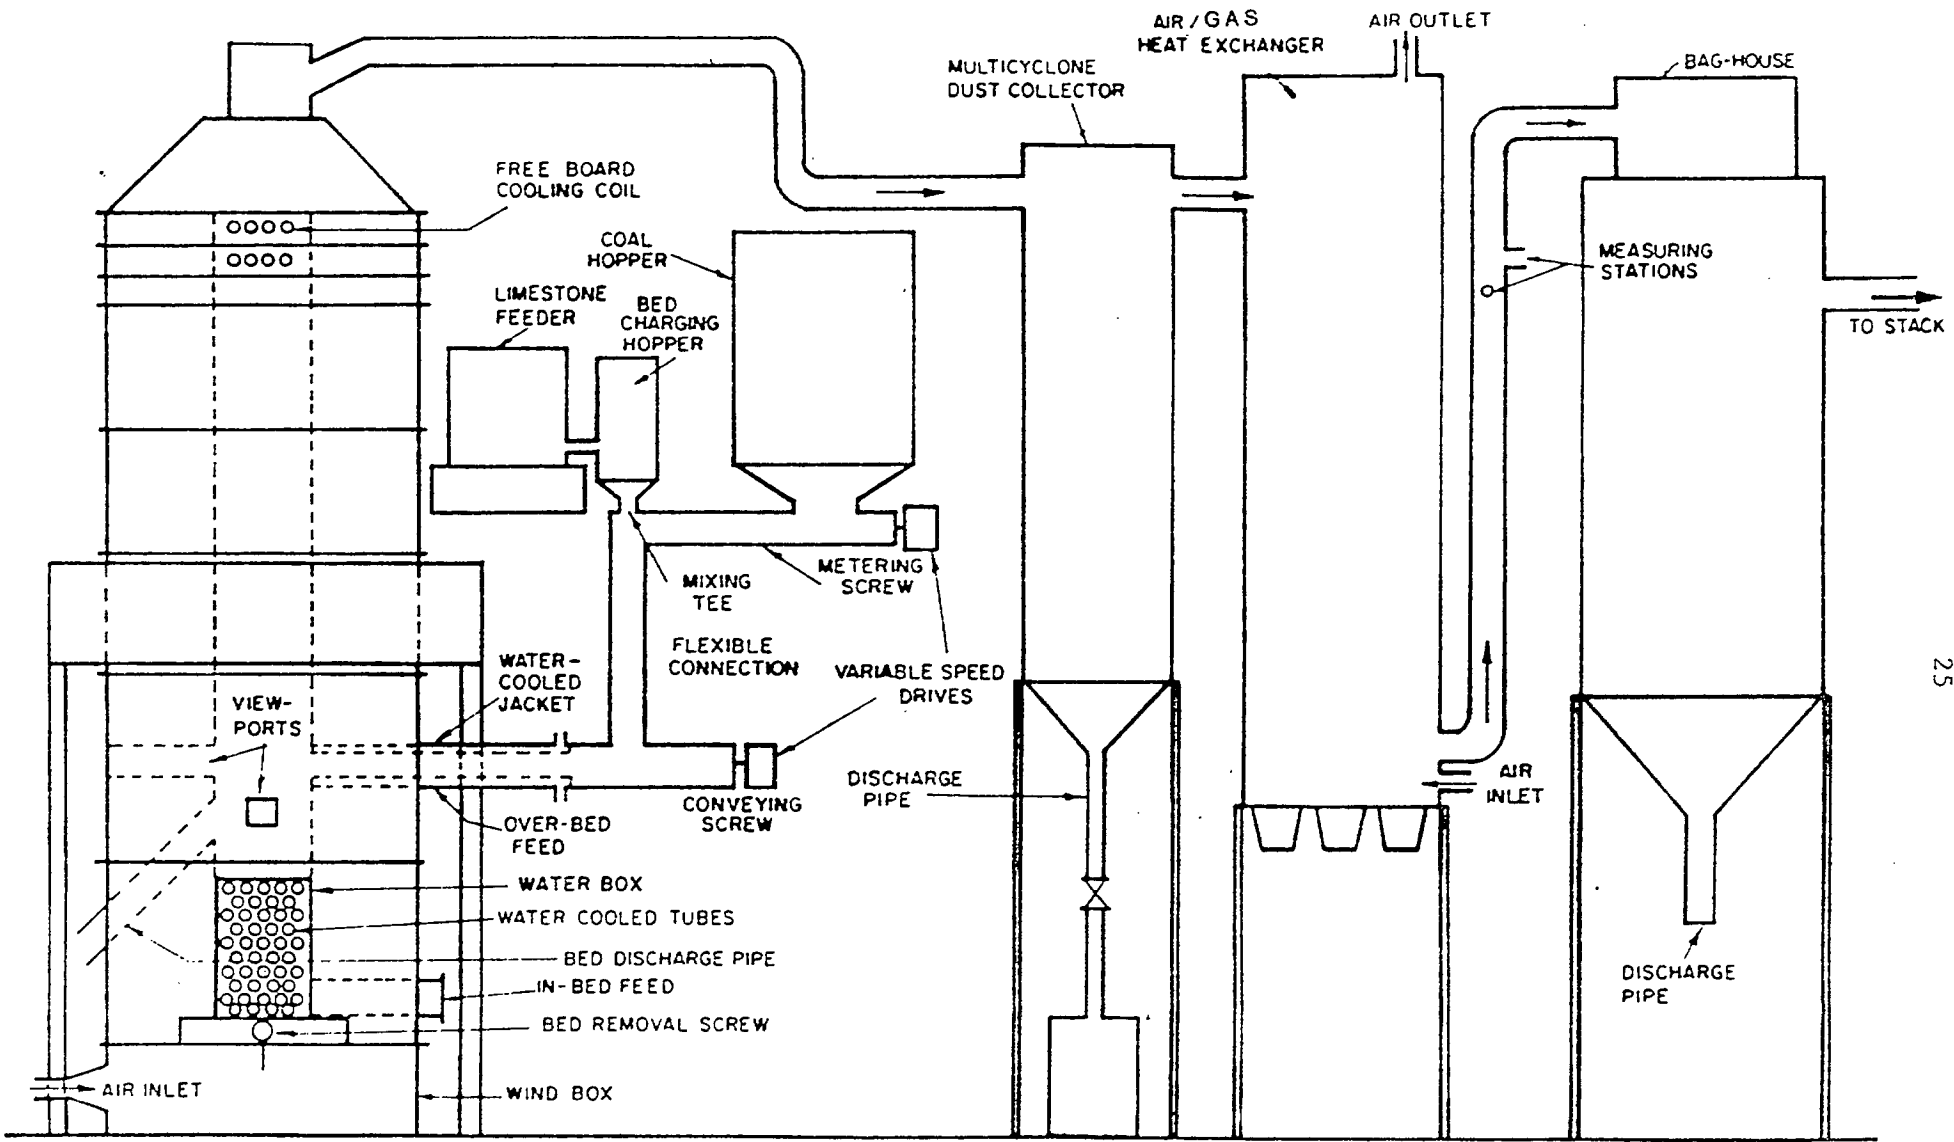 AIR/GAS
HEAT EXCHANGER
AIR OUTLET
BAG-HOUSE
MULTICYCLONE
DUST COLLECTOR
FREE BOARD
COOLING COIL
COAL
HOPPER
MEASURING
STATIONS
LIMESTONE
FEEDER
BED
CHARGING
HOPPER
TO STACK
METERING
SCREW
MIXING
TEE
FLEXIBLE
CONNECTION
WATER-
COOLED
JACKET
VARIABLE SPEED
DRIVES
25
VIEW-
PORTS
DISCHARGE
PIPE
AIR
INLET
CONVEYING
SCREW
OVER-BED
FEED
WATER BOX
WATER COOLED TUBES
BED DISCHARGE PIPE
IN-BED FEED
DISCHARGE
PIPE
BED REMOVAL SCREW
AIR INLET
WIND BOX